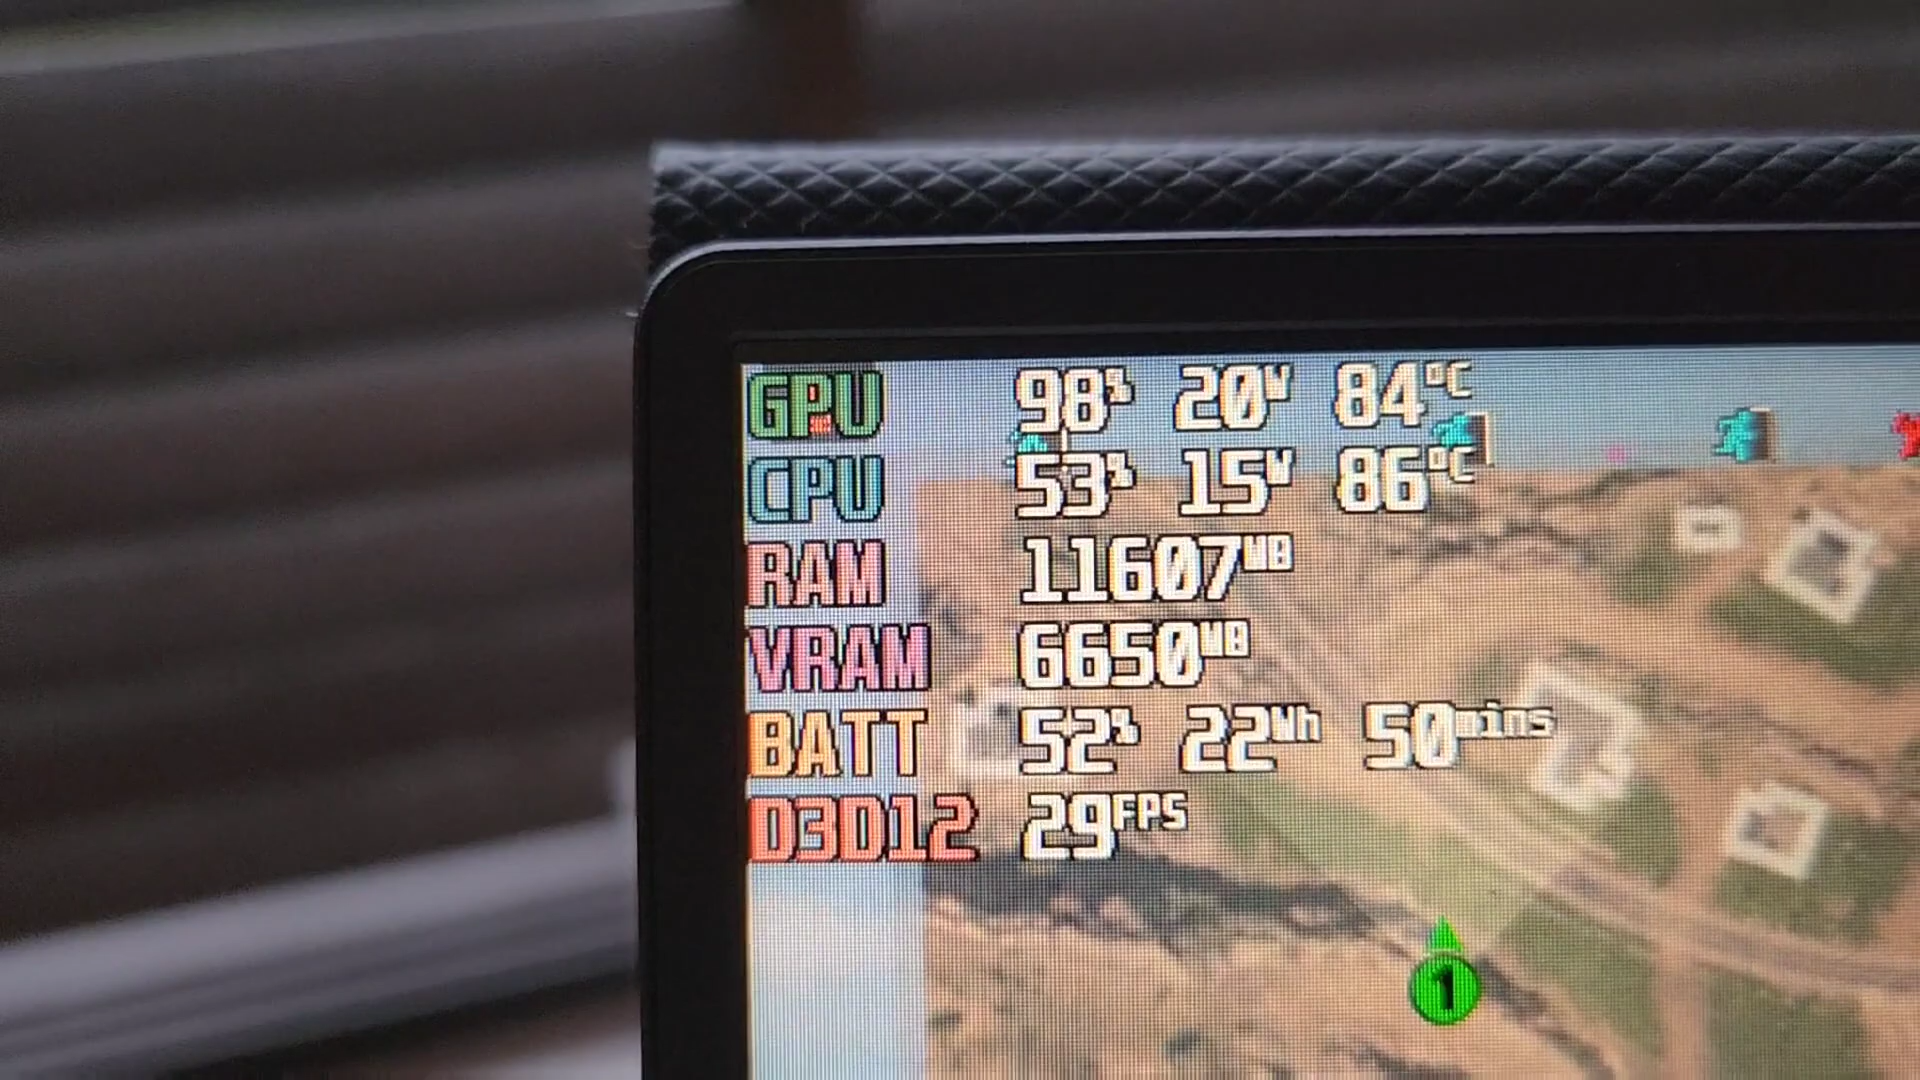 GPU 98% 20W 84°C
CPU 53% 15W 86°C
RAM 11607MB
VRAM 6650MB
BATT 52% 22Wh 50mins
D3D12 29FPS
1